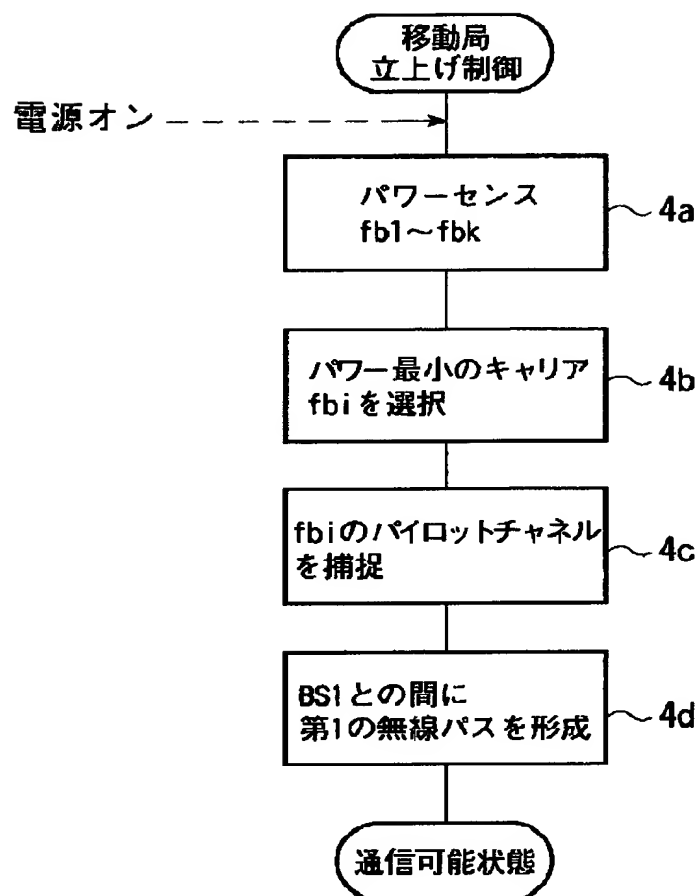 移動局
立上げ制御
電源オン
パワーセンス
fb1～fbk
4a
パワー最小のキャリア
fbiを選択
4b
fbiのパイロットチャネル
を捕捉
4c
BS1との間に
第1の無線パスを形成
4d
通信可能状態